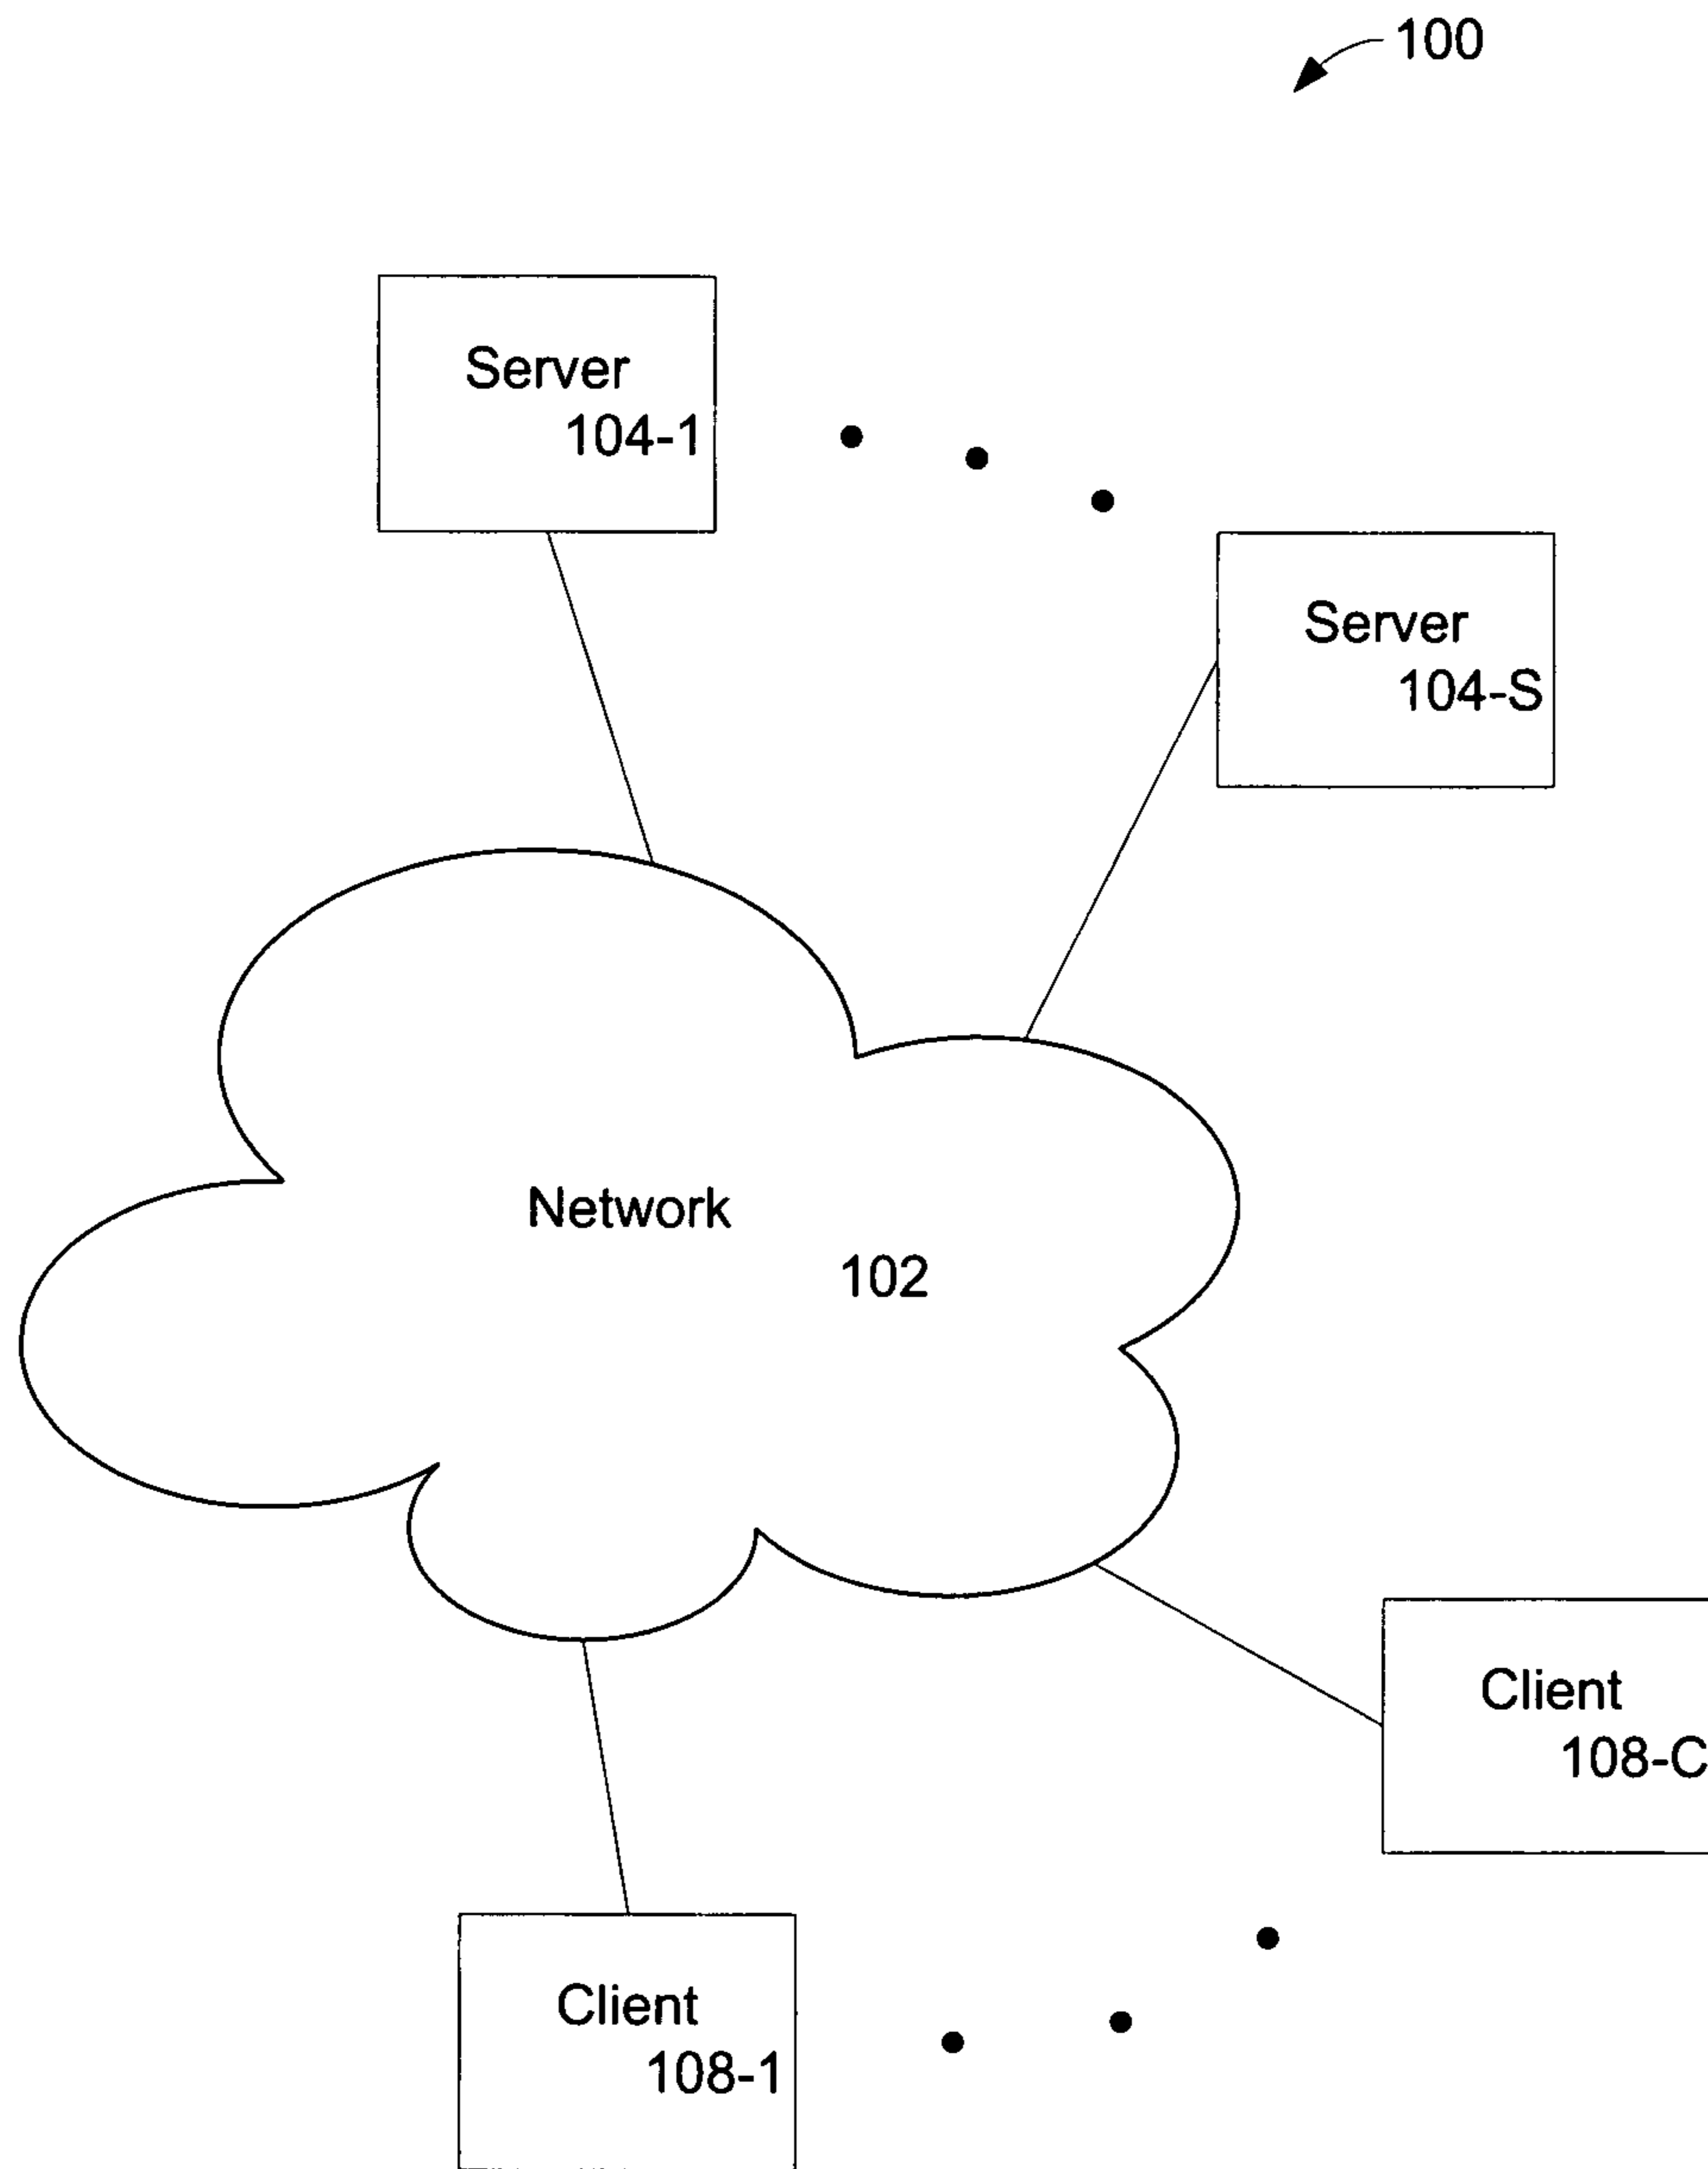 100
Server
104-1
Server
104-S
Network
102
Client
108-C
Client
108-1